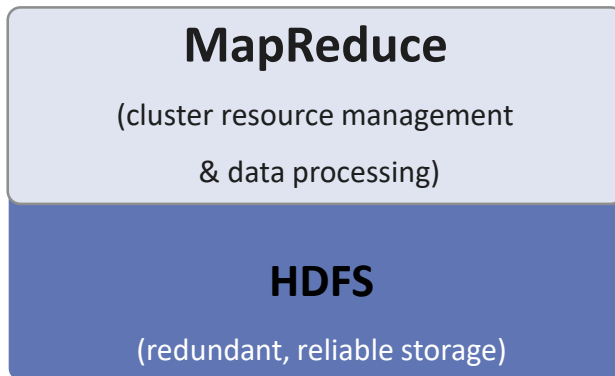 MapReduce
(cluster resource management
& data processing)
HDFS
(redundant, reliable storage)